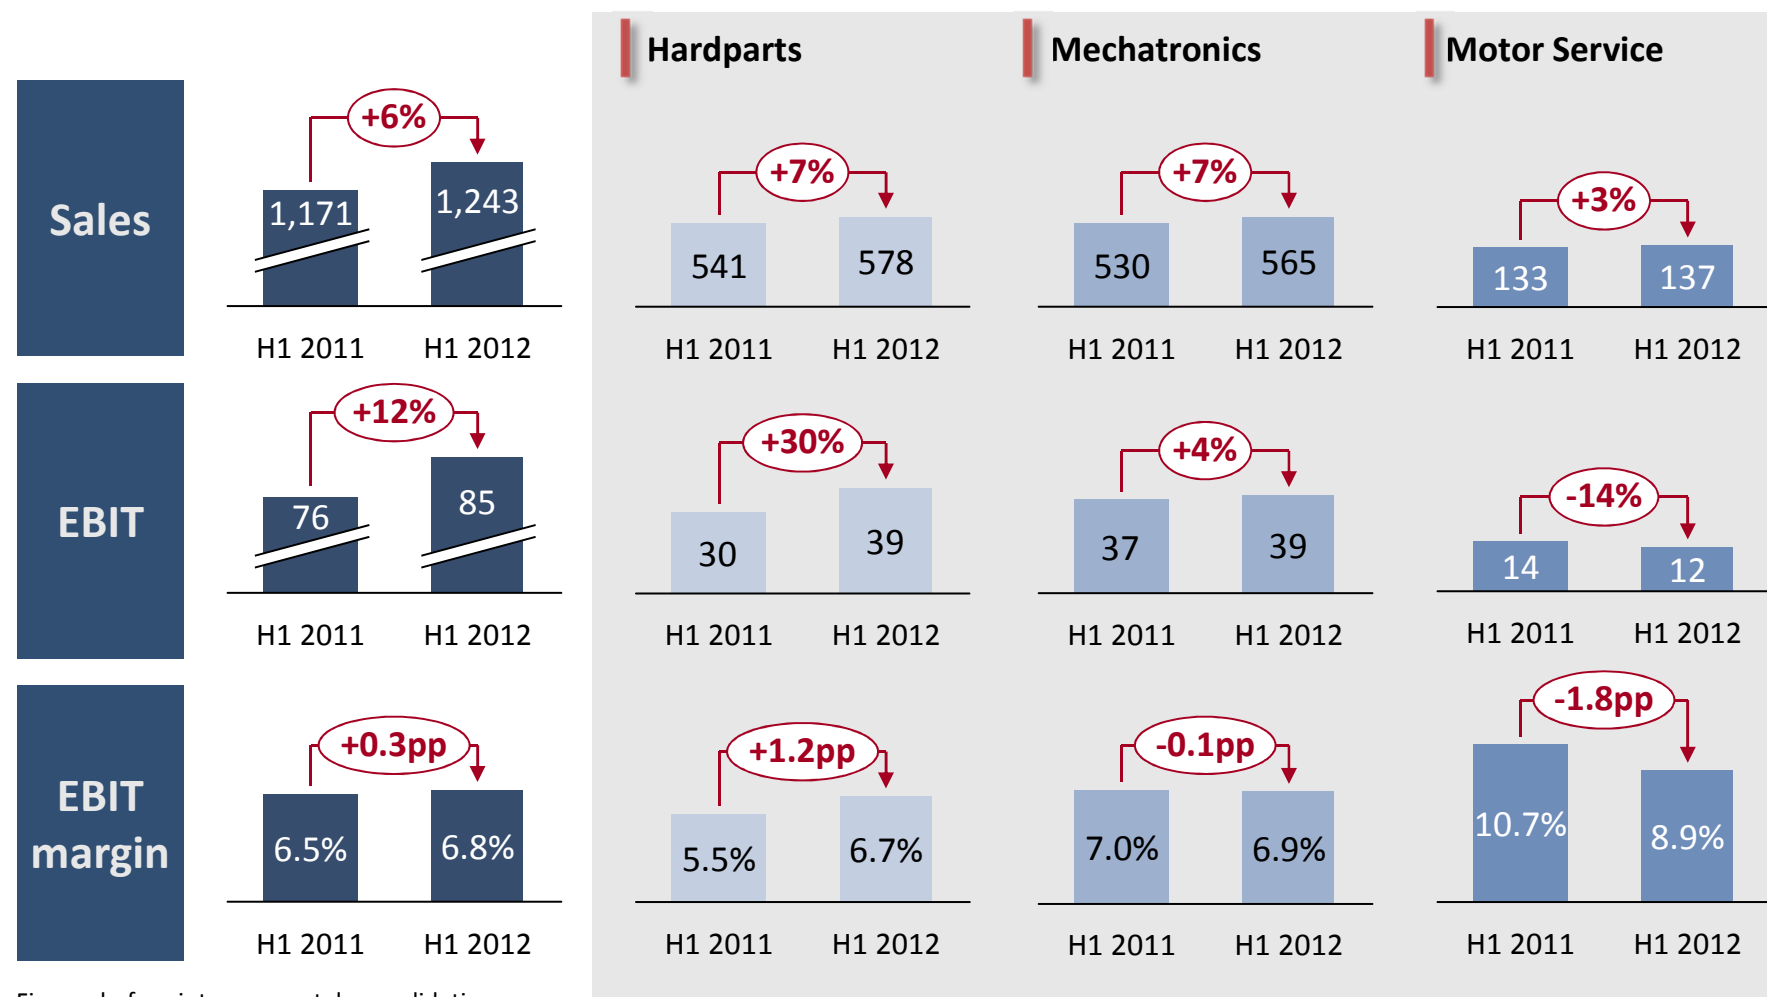 Hardparts
Mechatronics
Motor Service
Sales
+6%
1,171
1,243
H1 2011
H1 2012
+7%
541
578
H1 2011
H1 2012
+7%
530
565
H1 2011
H1 2012
+3%
133
137
H1 2011
H1 2012
EBIT
+12%
76
85
H1 2011
H1 2012
+30%
30
39
H1 2011
H1 2012
+4%
37
39
H1 2011
H1 2012
-14%
14
12
H1 2011
H1 2012
EBIT
margin
+0.3pp
6.5%
6.8%
H1 2011
H1 2012
+1.2pp
5.5%
6.7%
H1 2011
H1 2012
-0.1pp
7.0%
6.9%
H1 2011
H1 2012
-1.8pp
10.7%
8.9%
H1 2011
H1 2012